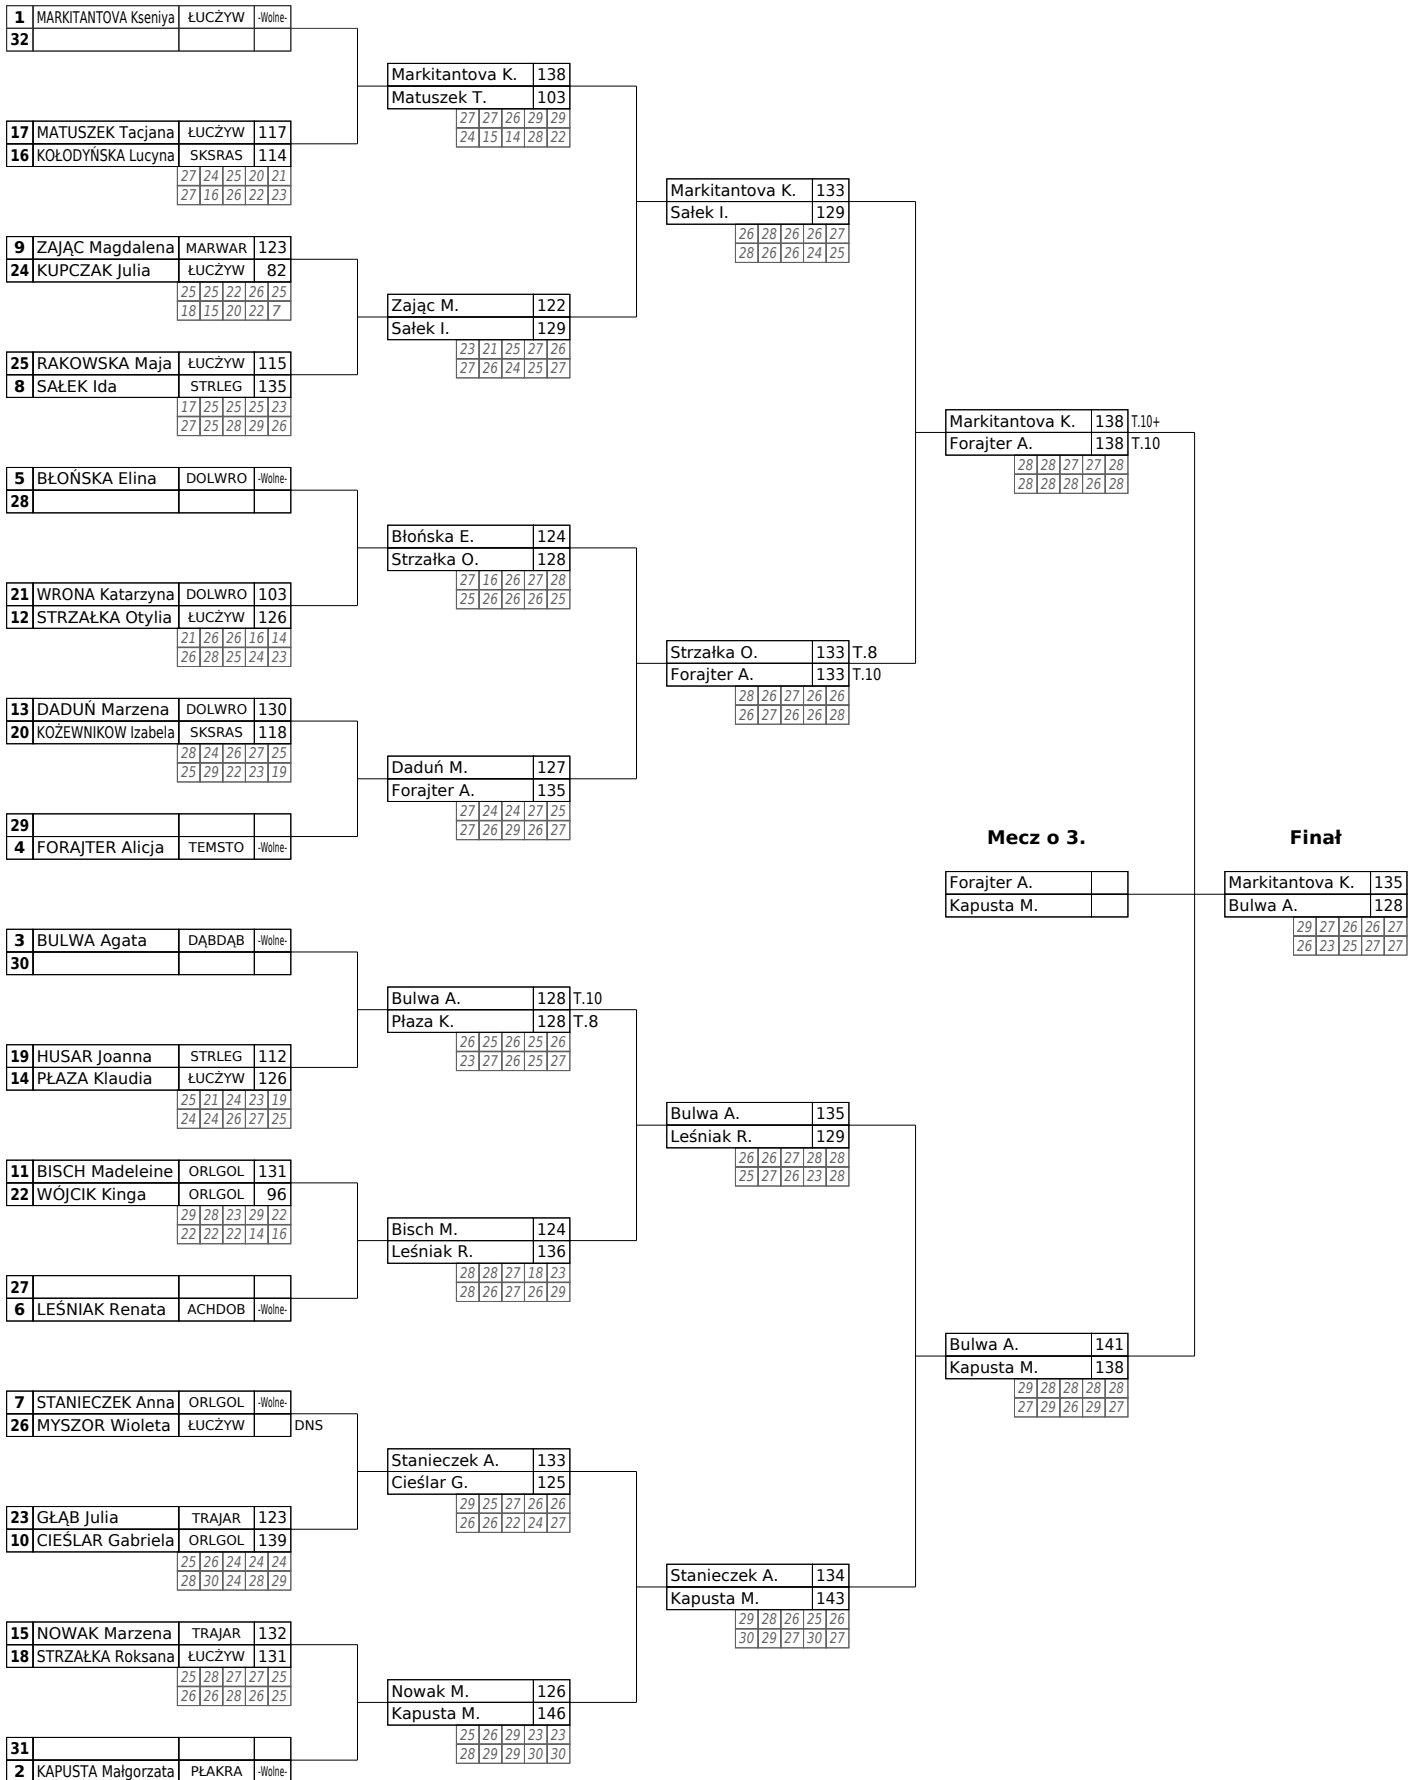 1 MARKITANTOVA Kseniya ŁUCŻYW -Wolne-
32
Markitantova K. 138
Matuszek T. 103
27 27 26 29 29
24 15 14 28 22
17 MATUSZEK Tacjana ŁUCŻYW 117
16 KOŁODYŃSKA Lucyna SKSRAS 114
27 24 25 20 21
27 16 26 22 23
Markitantova K. 133
Sałek I. 129
26 28 26 26 27
28 26 26 24 25
9 ZAJĄC Magdalena MARWAR 123
24 KUPCZAK Julia ŁUCŻYW 82
25 25 22 26 25
18 15 20 22 7
Zając M. 122
Sałek I. 129
23 21 25 27 26
27 26 24 25 27
25 RAKOWSKA Maja ŁUCŻYW 115
8 SAŁEK Ida STRLEG 135
17 25 25 25 23
27 25 28 29 26
Markitantova K. 138 T.10+
Forajter A. 138 T.10
28 28 27 27 28
28 28 28 26 28
5 BŁOŃSKA Elina DOLWRO -Wolne-
28
Błońska E. 124
Strzałka O. 128
27 16 26 27 28
25 26 26 26 25
21 WRONA Katarzyna DOLWRO 103
12 STRZAŁKA Otylia ŁUCŻYW 126
21 26 26 16 14
26 28 25 24 23
Strzałka O. 133 T.8
Forajter A. 133 T.10
28 26 27 26 26
26 27 26 26 28
13 DADUŃ Marzena DOLWRO 130
20 KOŻEWNIKOW Izabela SKSRAS 118
28 24 26 27 25
25 29 22 23 19
Daduń M. 127
Forajter A. 135
27 24 24 27 25
27 26 29 26 27
29
4 FORAJTER Alicja TEMSTO -Wolne-
Mecz o 3. Finał
Forajter A.
Kapusta M.
Markitantova K. 135
Bulwa A. 128
29 27 26 26 27
26 23 25 27 27
3 BULWA Agata DĄBDĄB -Wolne-
30
Bulwa A. 128 T.10
Płaza K. 128 T.8
26 25 26 25 26
23 27 26 25 27
19 HUSAR Joanna STRLEG 112
14 PŁAZA Klaudia ŁUCŻYW 126
25 21 24 23 19
24 24 26 27 25
Bulwa A. 135
Leśniak R. 129
26 26 27 28 28
25 27 26 23 28
11 BISCH Madeleine ORLGOL 131
22 WÓJCIK Kinga ORLGOL 96
29 28 23 29 22
22 22 22 14 16
Bisch M. 124
Leśniak R. 136
28 28 27 18 23
28 26 27 26 29
27
6 LEŚNIAK Renata ACHDOB -Wolne-
Bulwa A. 141
Kapusta M. 138
29 28 28 28 28
27 29 26 29 27
7 STANIECZEK Anna ORLGOL -Wolne-
26 MYSZOR Wioleta ŁUCŻYW DNS
Stanieczek A. 133
Cieślar G. 125
29 25 27 26 26
26 26 22 24 27
23 GŁĄB Julia TRAJAR 123
10 CIEŚLAR Gabriela ORLGOL 139
25 26 24 24 24
28 30 24 28 29
Stanieczek A. 134
Kapusta M. 143
29 28 26 25 26
30 29 27 30 27
15 NOWAK Marzena TRAJAR 132
18 STRZAŁKA Roksana ŁUCŻYW 131
25 28 27 27 25
26 26 28 26 25
Nowak M. 126
Kapusta M. 146
25 26 29 23 23
28 29 29 30 30
31
2 KAPUSTA Małgorzata PŁAKRA -Wolne-